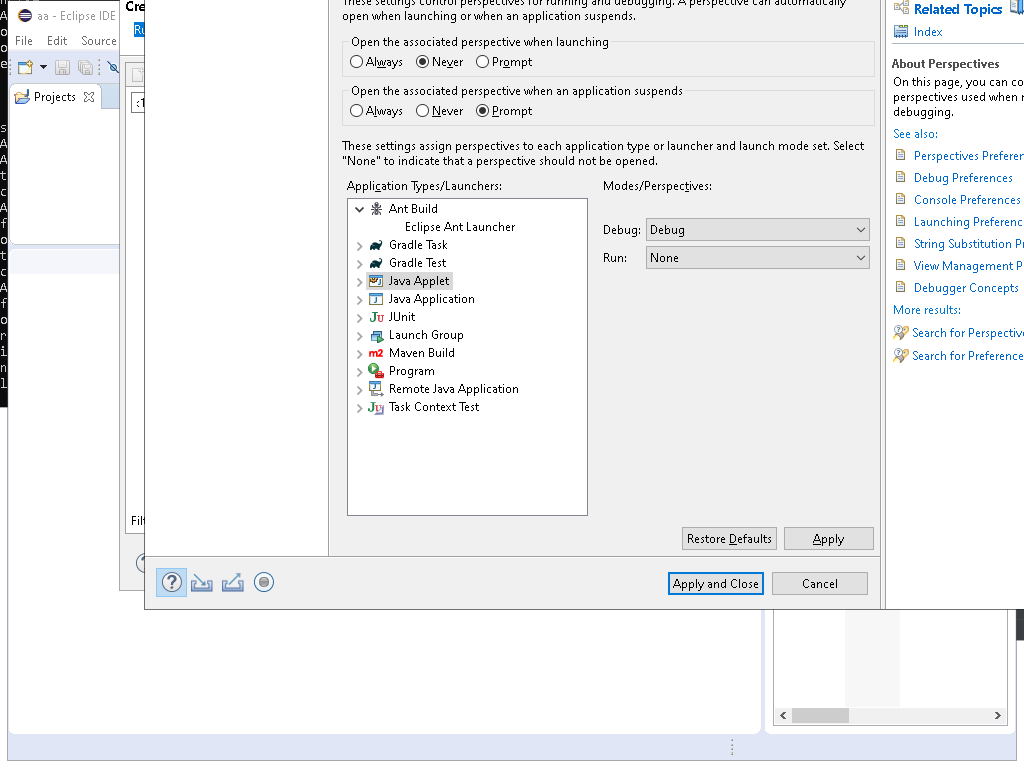 aa - Eclipse IDE
File Edit Source
Projects
Cre
Ru
:1
Filt
These settings control perspectives for running and debugging. A perspective can automatically
open when launching or when an application suspends.
Open the associated perspective when launching
Always Never Prompt
Open the associated perspective when an application suspends
Always Never Prompt
These settings assign perspectives to each application type or launcher and launch mode set. Select
"None" to indicate that a perspective should not be opened.
Application Types/Launchers:
Modes/Perspectives:
Ant Build
Eclipse Ant Launcher
Gradle Task
Gradle Test
Java Applet
Java Application
JUnit
Launch Group
Maven Build
Program
Remote Java Application
Task Context Test
Debug: Debug
Run: None
Restore Defaults Apply
Apply and Close Cancel
Related Topics
Index
About Perspectives
On this page, you can co
perspectives used when r
debugging.
See also:
Perspectives Preferen
Debug Preferences
Console Preferences
Launching Preferenc
String Substitution Pr
View Management P
Debugger Concepts
More results:
Search for Perspective
Search for Preference